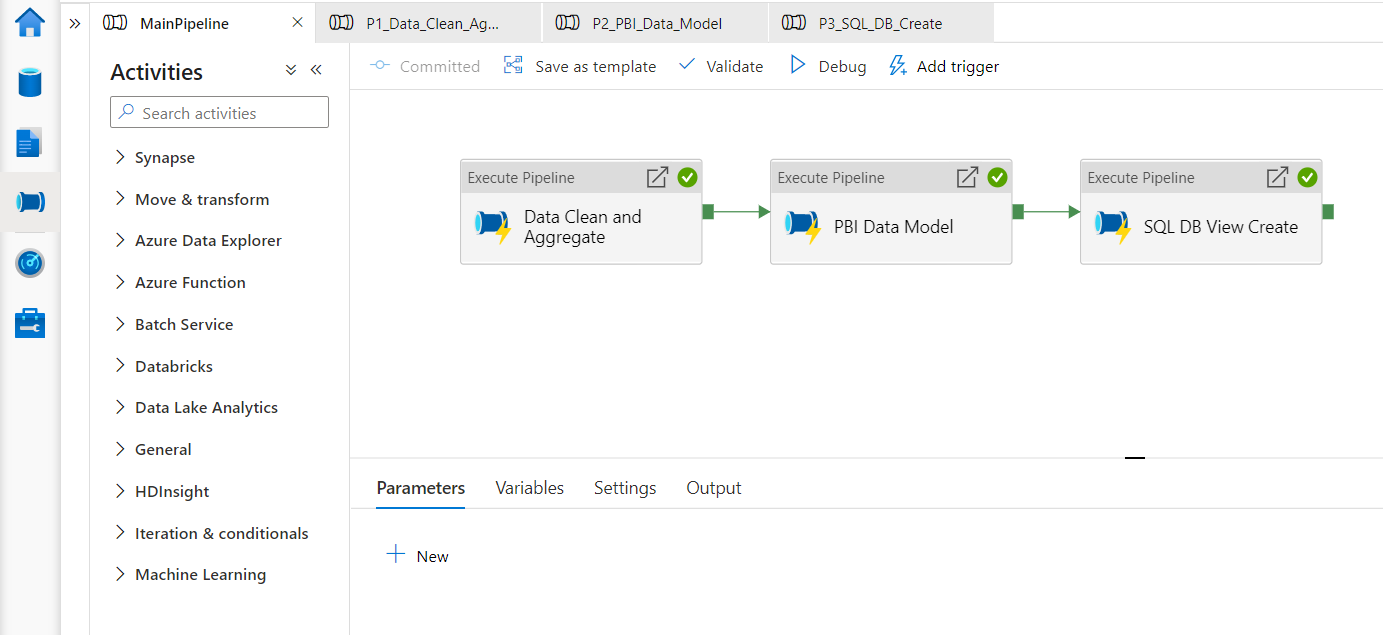 MainPipeline
P1_Data_Clean_Ag...
P2_PBI_Data_Model
P3_SQL_DB_Create
Activities
Committed
Save as template
Validate
Debug
Add trigger
Search activities
Synapse
Move & transform
Azure Data Explorer
Azure Function
Batch Service
Databricks
Data Lake Analytics
General
HDInsight
Iteration & conditionals
Machine Learning
Execute Pipeline
Data Clean and
Aggregate
Execute Pipeline
PBI Data Model
Execute Pipeline
SQL DB View Create
Parameters
Variables
Settings
Output
New